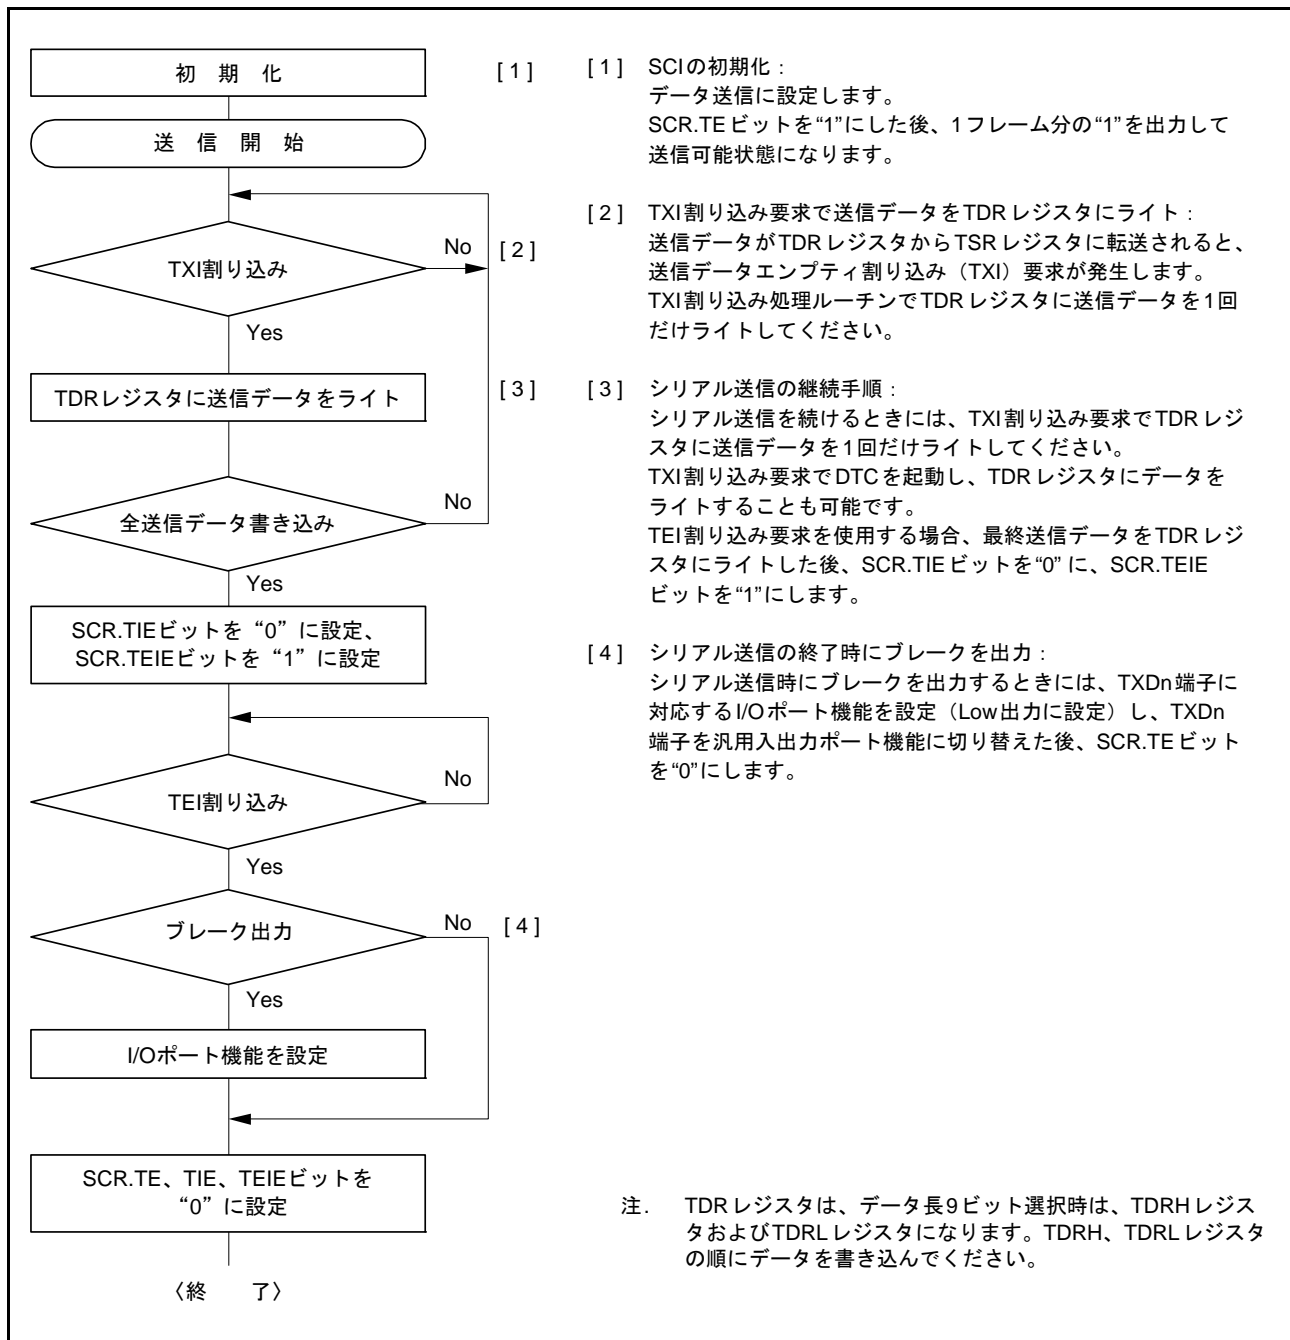 初　期　化
[1]
送　信　開　始
No
[2]
TXI割り込み
Yes
TDRレジスタに送信データをライト
[3]
No
全送信データ書き込み
Yes
SCR.TIEビットを“0”に設定、
SCR.TEIEビットを“1”に設定
No
TEI割り込み
Yes
No
[4]
ブレーク出力
Yes
I/Oポート機能を設定
SCR.TE、TIE、TEIEビットを
“0”に設定
〈終　　了〉
[1] SCIの初期化：
データ送信に設定します。
SCR.TEビットを“1”にした後、1フレーム分の“1”を出力して
送信可能状態になります。
[2] TXI割り込み要求で送信データをTDRレジスタにライト：
送信データがTDRレジスタからTSRレジスタに転送されると、
送信データエンプティ割り込み（TXI）要求が発生します。
TXI割り込み処理ルーチンでTDRレジスタに送信データを1回
だけライトしてください。
[3] シリアル送信の継続手順：
シリアル送信を続けるときには、TXI割り込み要求でTDRレジ
スタに送信データを1回だけライトしてください。
TXI割り込み要求でDTCを起動し、TDRレジスタにデータを
ライトすることも可能です。
TEI割り込み要求を使用する場合、最終送信データをTDRレジ
スタにライトした後、SCR.TIEビットを“0”に、SCR.TEIE
ビットを“1”にします。
[4] シリアル送信の終了時にブレークを出力：
シリアル送信時にブレークを出力するときには、TXDn端子に
対応するI/Oポート機能を設定（Low出力に設定）し、TXDn
端子を汎用入出力ポート機能に切り替えた後、SCR.TEビット
を“0”にします。
注. TDRレジスタは、データ長9ビット選択時は、TDRHレジス
タおよびTDRLレジスタになります。TDRH、TDRLレジスタ
の順にデータを書き込んでください。